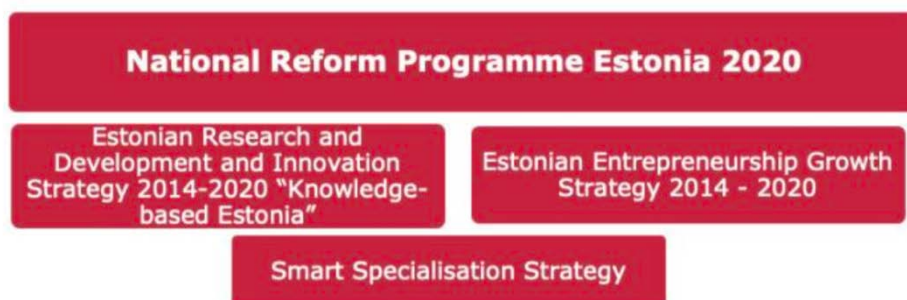 National Reform Programme Estonia 2020
Estonian Research and
Development and Innovation
Strategy 2014-2020 “Knowledge-
based Estonia”
Estonian Entrepreneurship Growth
Strategy 2014 - 2020
Smart Specialisation Strategy